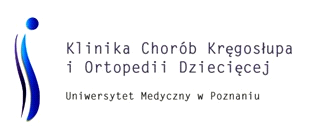 Klinika Chorób Kręgosłupa
i Ortopedii Dziecięcej
Uniwersytet Medyczny w Poznaniu